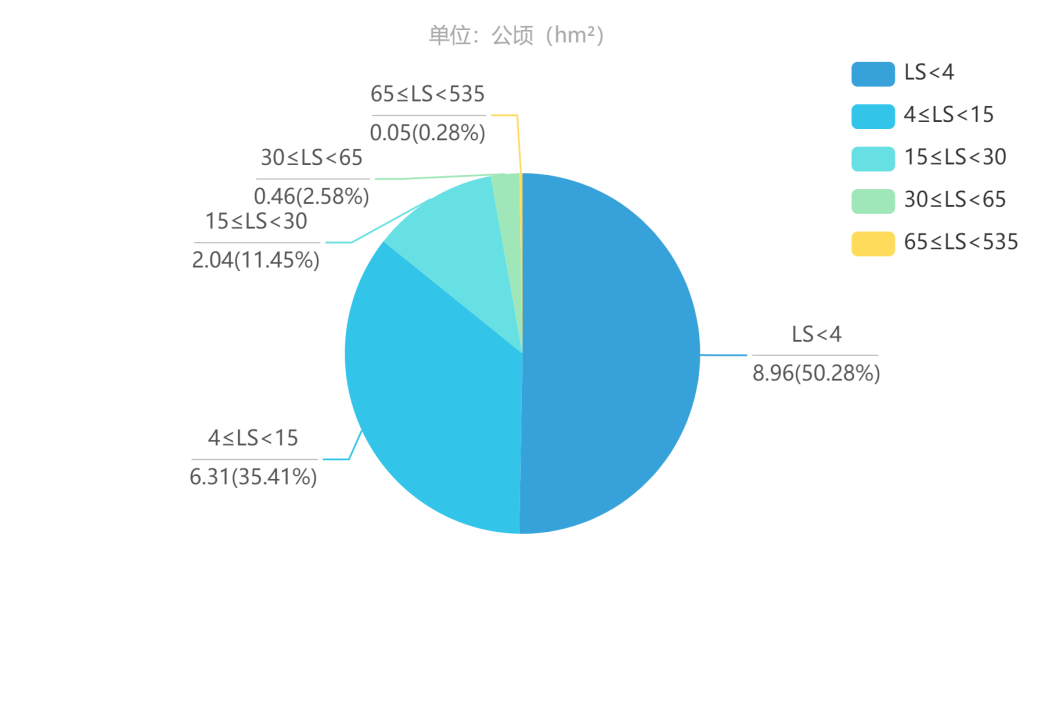 单位：公顷（hm²）
LS<4
4≤LS<15
15≤LS<30
30≤LS<65
65≤LS<535
65≤LS<535
0.05(0.28%)
30≤LS<65
0.46(2.58%)
15≤LS<30
2.04(11.45%)
LS<4
8.96(50.28%)
4≤LS<15
6.31(35.41%)